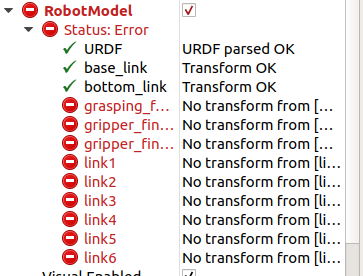 RobotModel
Status: Error
URDF URDF parsed OK
base_link Transform OK
bottom_link Transform OK
grasping_f... No transform from [...
gripper_fin... No transform from [...
gripper_fin... No transform from [...
link1 No transform from [li...
link2 No transform from [li...
link3 No transform from [li...
link4 No transform from [li...
link5 No transform from [li...
link6 No transform from [li...
Visual Enabled